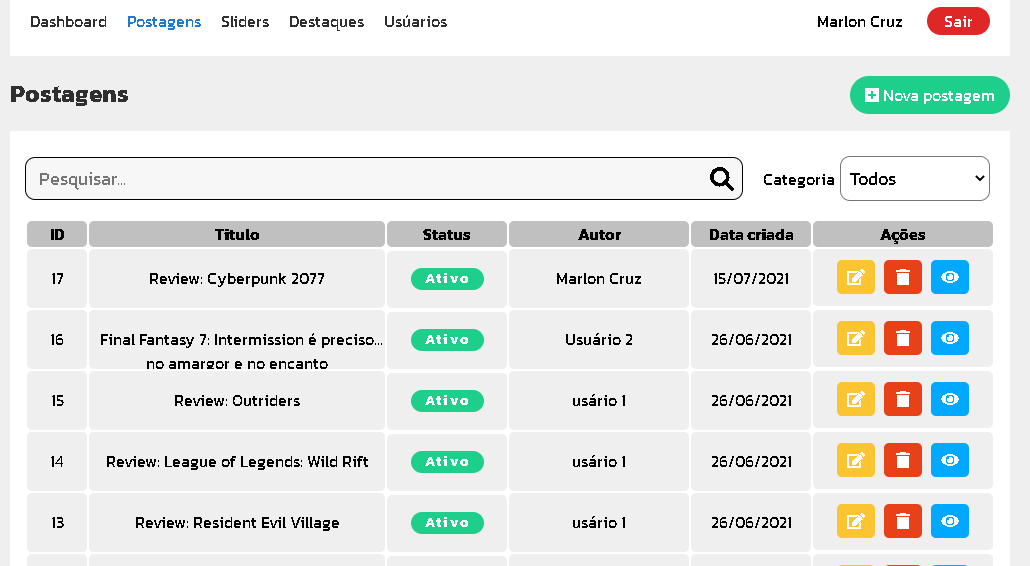 Dashboard Postagens Sliders Destaques Usúarios Marlon Cruz Sair
Postagens Nova postagem
Pesquisar... Categoria Todos
ID Titulo Status Autor Data criada Ações
17 Review: Cyberpunk 2077 Ativo Marlon Cruz 15/07/2021
16 Final Fantasy 7: Intermission é preciso... Ativo Usuário 2 26/06/2021
no amargor e no encanto
15 Review: Outriders Ativo usário 1 26/06/2021
14 Review: League of Legends: Wild Rift Ativo usário 1 26/06/2021
13 Review: Resident Evil Village Ativo usário 1 26/06/2021